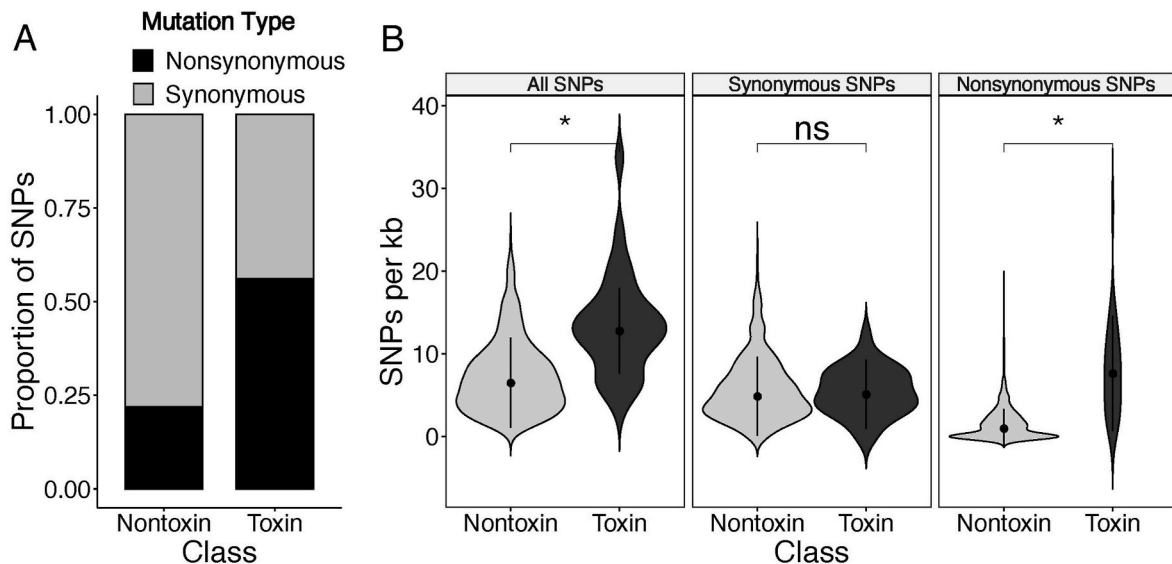 A
Mutation Type
Nonsynonymous
Synonymous
Proportion of SNPs
1.00
0.75
0.50
0.25
0.00
Nontoxin Toxin
Class
B
All SNPs Synonymous SNPs Nonsynonymous SNPs
* ns *
SNPs per kb
40
30
20
10
0
Nontoxin Toxin Nontoxin Toxin Nontoxin Toxin
Class